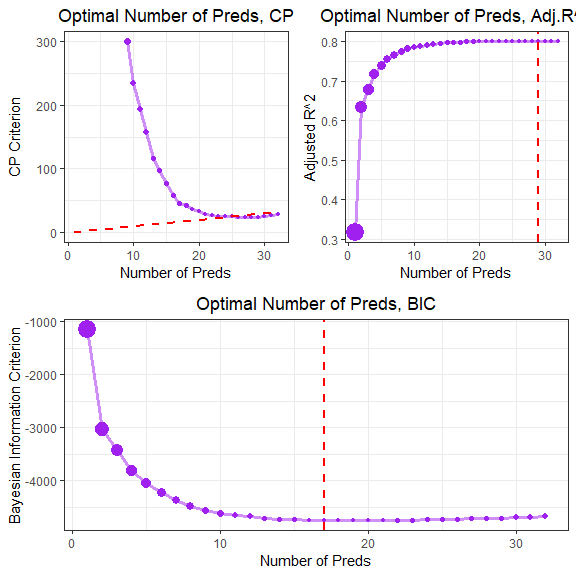 Optimal Number of Preds, CP
300
200
100
0
0
10
20
30
CP Criterion
Number of Preds
Optimal Number of Preds, Adj.R^
0.8
0.7
0.6
0.5
0.4
0.3
0
10
20
30
Adjusted R^2
Number of Preds
Optimal Number of Preds, BIC
-1000
-2000
-3000
-4000
0
10
20
30
Bayesian Information Criterion
Number of Preds